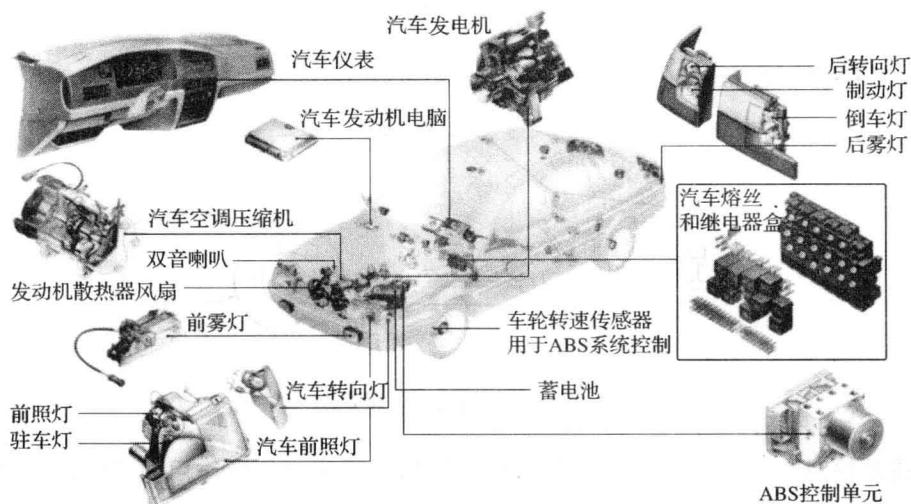 汽车发电机
汽车仪表
后转向灯
制动灯
倒车灯
后雾灯
汽车发动机电脑
汽车熔丝
和继电器盒
汽车空调压缩机
双音喇叭
发动机散热器风扇
前雾灯
车轮转速传感器
用于ABS系统控制
汽车转向灯
蓄电池
前照灯
驻车灯
汽车前照灯
ABS控制单元